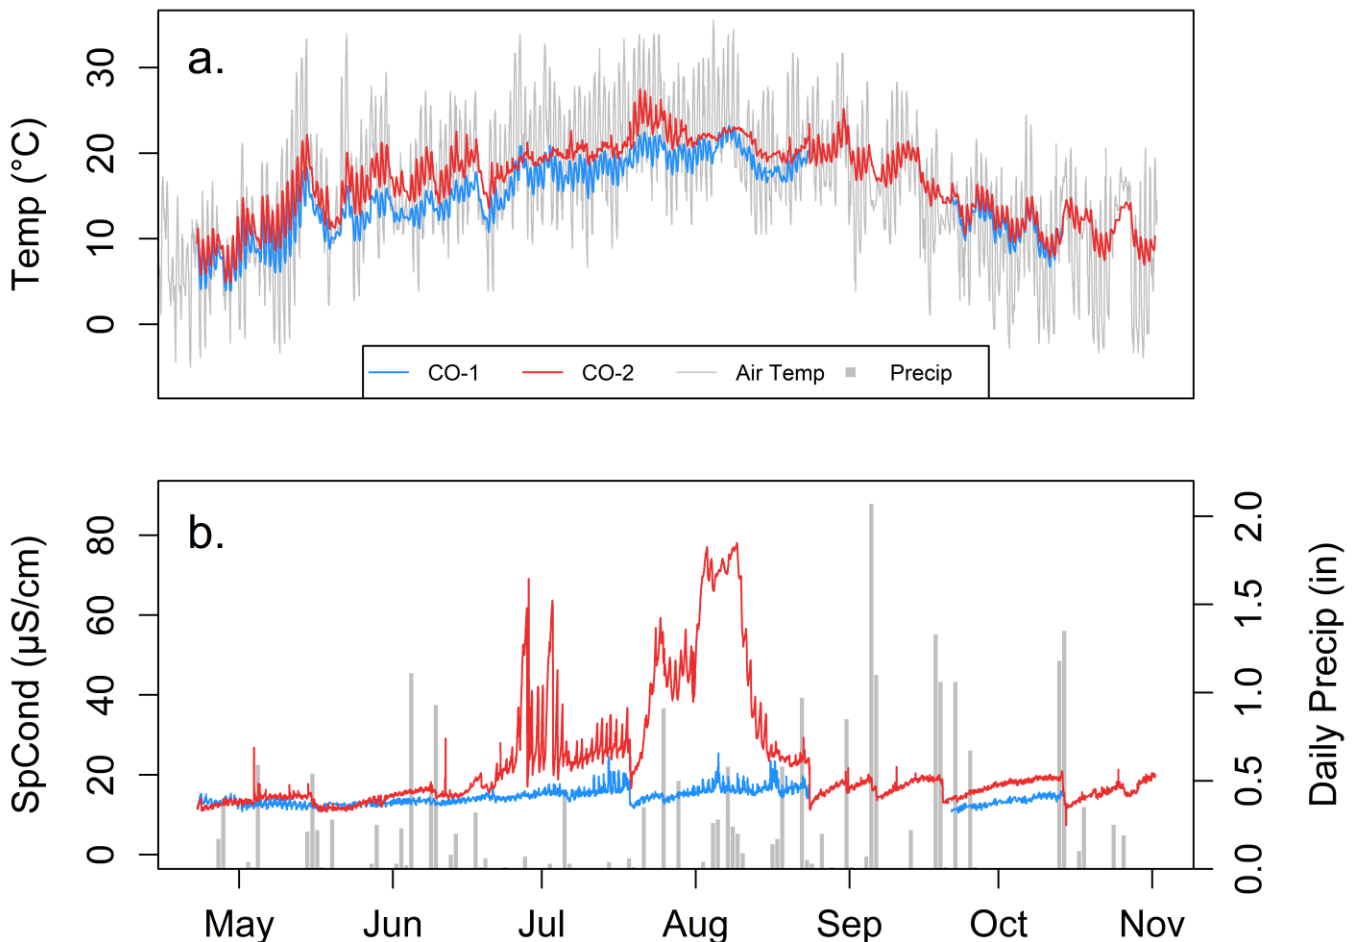 a.
30
20
10
0
Temp (°C)
CO-1 CO-2 Air Temp Precip
b.
80
60
40
20
0
SpCond (µS/cm)
2.0
1.5
1.0
0.5
0.0
Daily Precip (in)
May Jun Jul Aug Sep Oct Nov